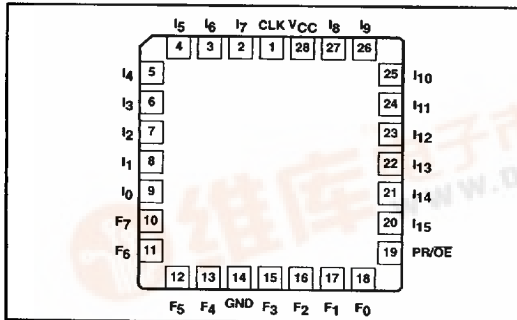 I5 I6 I7 CLK VCC I8 I9
4 3 2 1 28 27 26
I4 5 25 I10
I3 6 24 I11
I2 7 23 I12
I1 8 22 I13
I0 9 21 I14
F7 10 20 I15
F6 11 19 PR/O̅E̅
12 13 14 15 16 17 18
F5 F4 GND F3 F2 F1 F0
维库